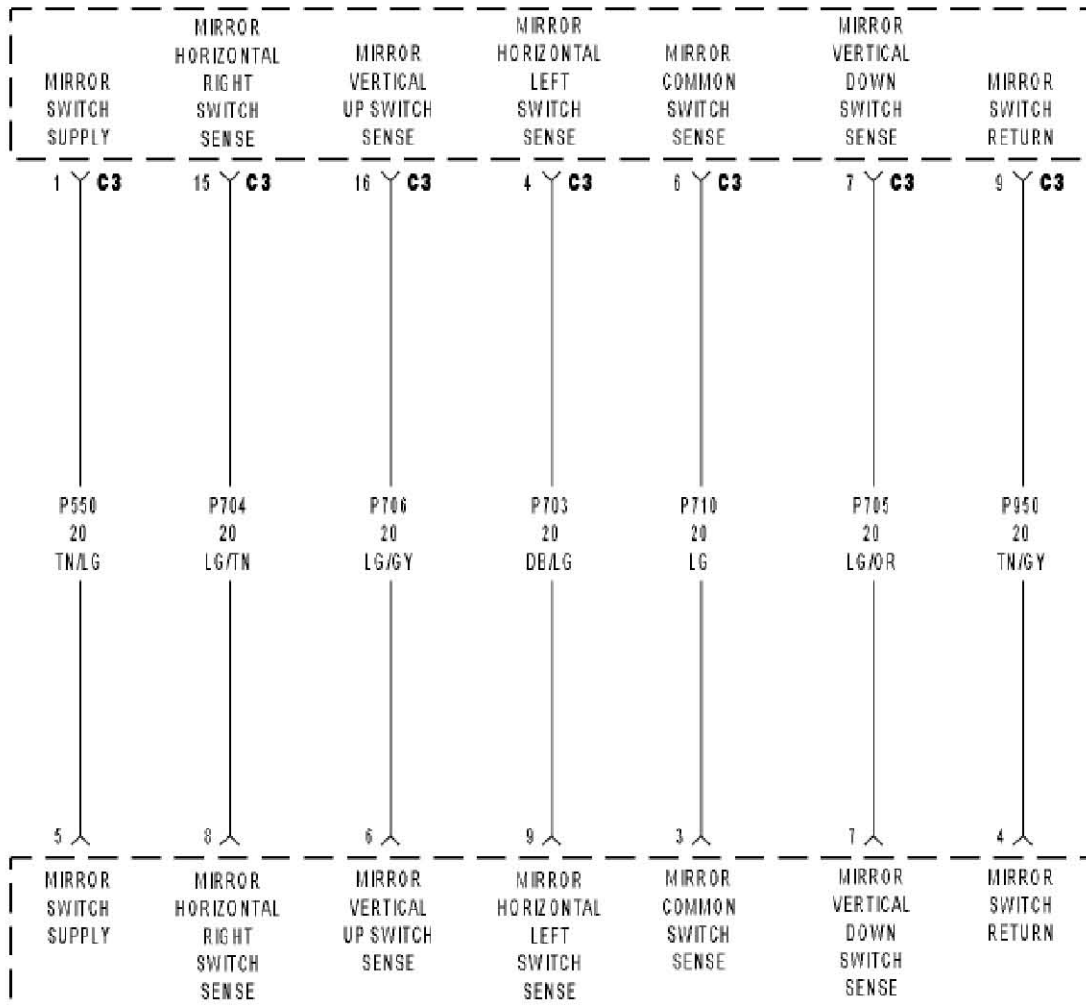 MIRROR
SWITCH
SUPPLY
MIRROR
HORIZONTAL
RIGHT
SWITCH
SENSE
MIRROR
VERTICAL
UP SWITCH
SENSE
MIRROR
HORIZONTAL
LEFT
SWITCH
SENSE
MIRROR
COMMON
SWITCH
SENSE
MIRROR
VERTICAL
DOWN
SWITCH
SENSE
MIRROR
SWITCH
RETURN
1 C3
15 C3
16 C3
4 C3
6 C3
7 C3
9 C3
P550
20
TN/LG
P704
20
LG/TN
P706
20
LG/GY
P703
20
DB/LG
P710
20
LG
P705
20
LG/OR
P950
20
TN/GY
5
8
6
9
3
7
4
MIRROR
SWITCH
SUPPLY
MIRROR
HORIZONTAL
RIGHT
SWITCH
SENSE
MIRROR
VERTICAL
UP SWITCH
SENSE
MIRROR
HORIZONTAL
LEFT
SWITCH
SENSE
MIRROR
COMMON
SWITCH
SENSE
MIRROR
VERTICAL
DOWN
SWITCH
SENSE
MIRROR
SWITCH
RETURN